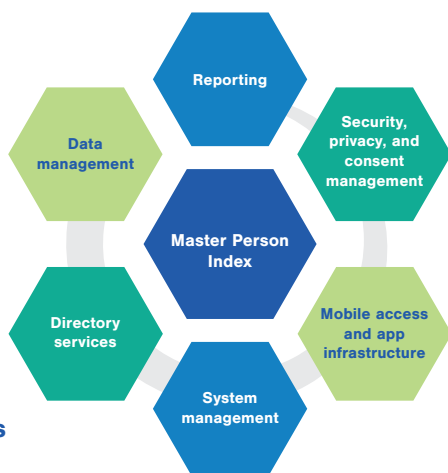 Reporting
Security,
privacy, and
consent
management
Data
management
Master Person
Index
Mobile access
and app
infrastructure
Directory
services
System
management
s